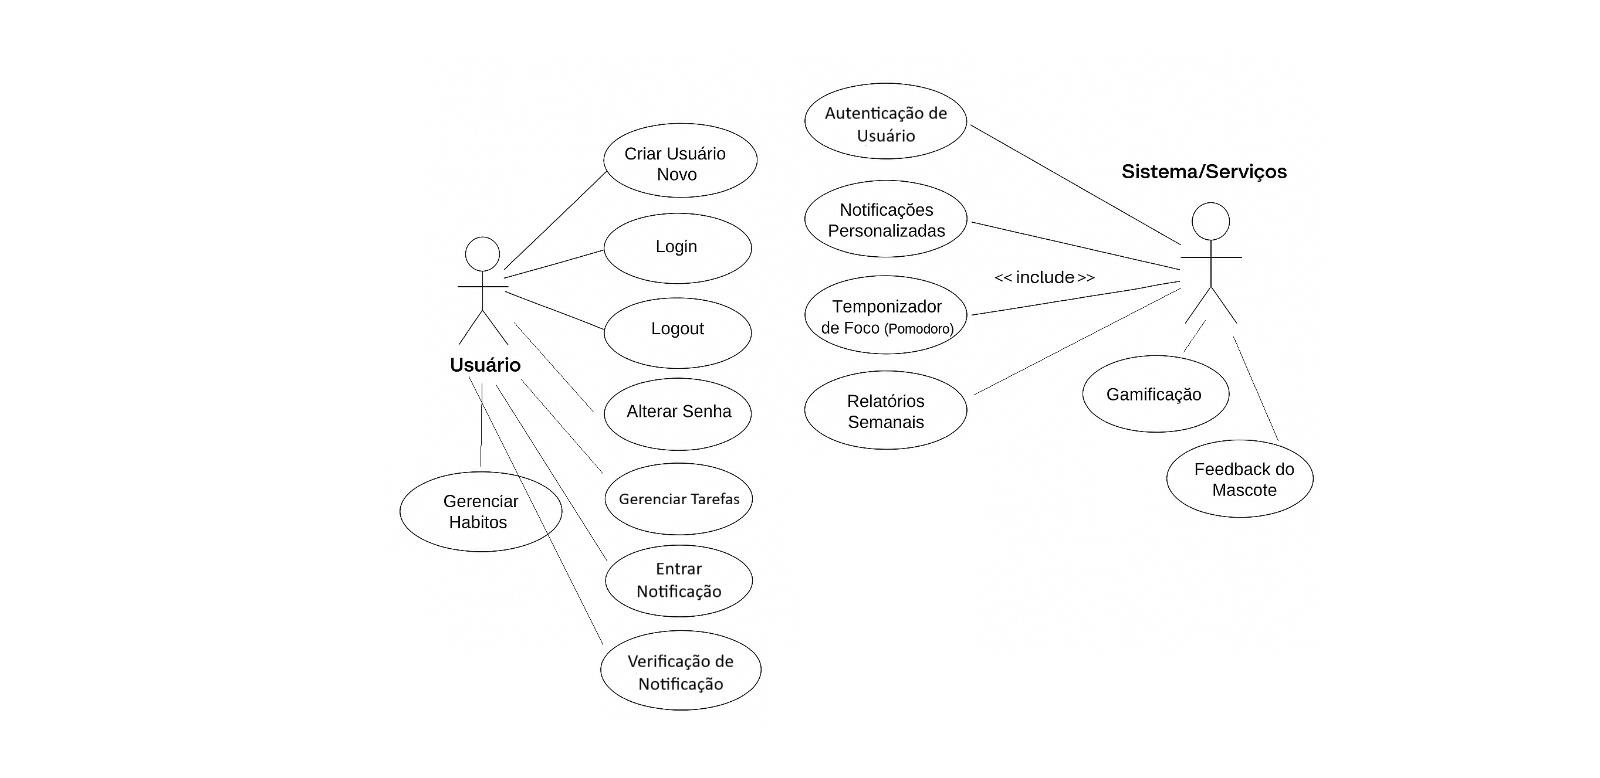 Criar Usuário
Novo
Login
Logout
Usuário
Alterar Senha
Gerenciar Tarefas
Gerenciar
Habitos
Entrar
Notificação
Verificação de
Notificação
Autenticação de
Usuário
Sistema/Serviços
Notificações
Personalizadas
<< include >>
Temponizador
de Foco (Pomodoro)
Relatórios
Semanais
Gamificação
Feedback do
Mascote